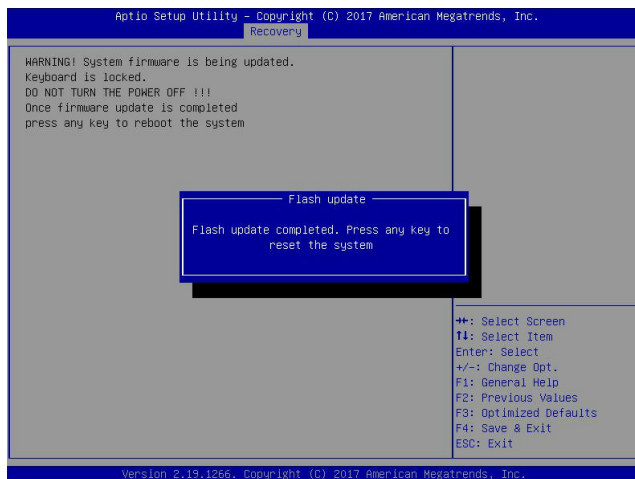 Aptio Setup Utility – Copyright (C) 2017 American Megatrends, Inc.
Recovery
WARNING! System firmware is being updated.
Keyboard is locked.
DO NOT TURN THE POWER OFF !!!
Once firmware update is completed
press any key to reboot the system
Flash update
Flash update completed. Press any key to
reset the system
→←: Select Screen
↑↓: Select Item
Enter: Select
+/-: Change Opt.
F1: General Help
F2: Previous Values
F3: Optimized Defaults
F4: Save & Exit
ESC: Exit
Version 2.19.1266. Copyright (C) 2017 American Megatrends, Inc.